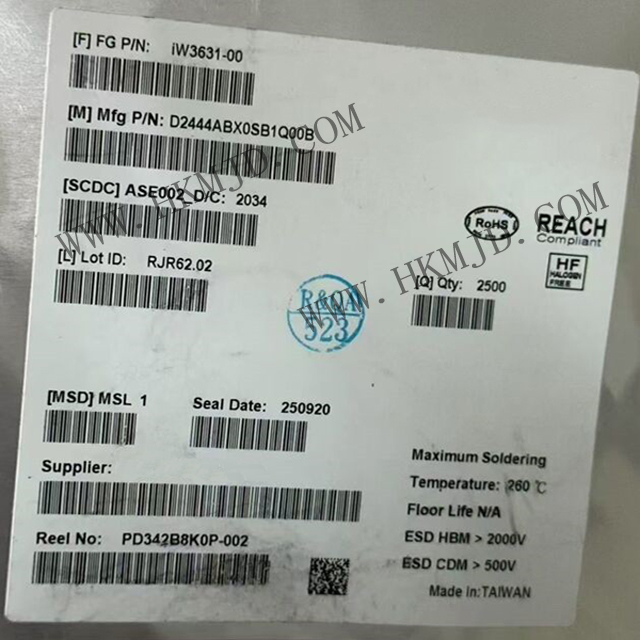 [F] FG P/N: iW3631-00
[M] Mfg P/N: D2444ABX0SB1Q00B
[SCDC] ASE002 D/C: 2034
[L] Lot ID: RJR62.02
RoHS
REACH
Compliant
HF
HALOGEN
FREE
R&QA
523
[Q] Qty: 2500
[MSD] MSL 1
Seal Date: 250920
Supplier:
Reel No: PD342B8K0P-002
Maximum Soldering
Temperature: 260 ℃
Floor Life N/A
ESD HBM > 2000V
ESD CDM > 500V
Made in:TAIWAN
WWW.HKMJD.COM
WWW.HKMJD.COM